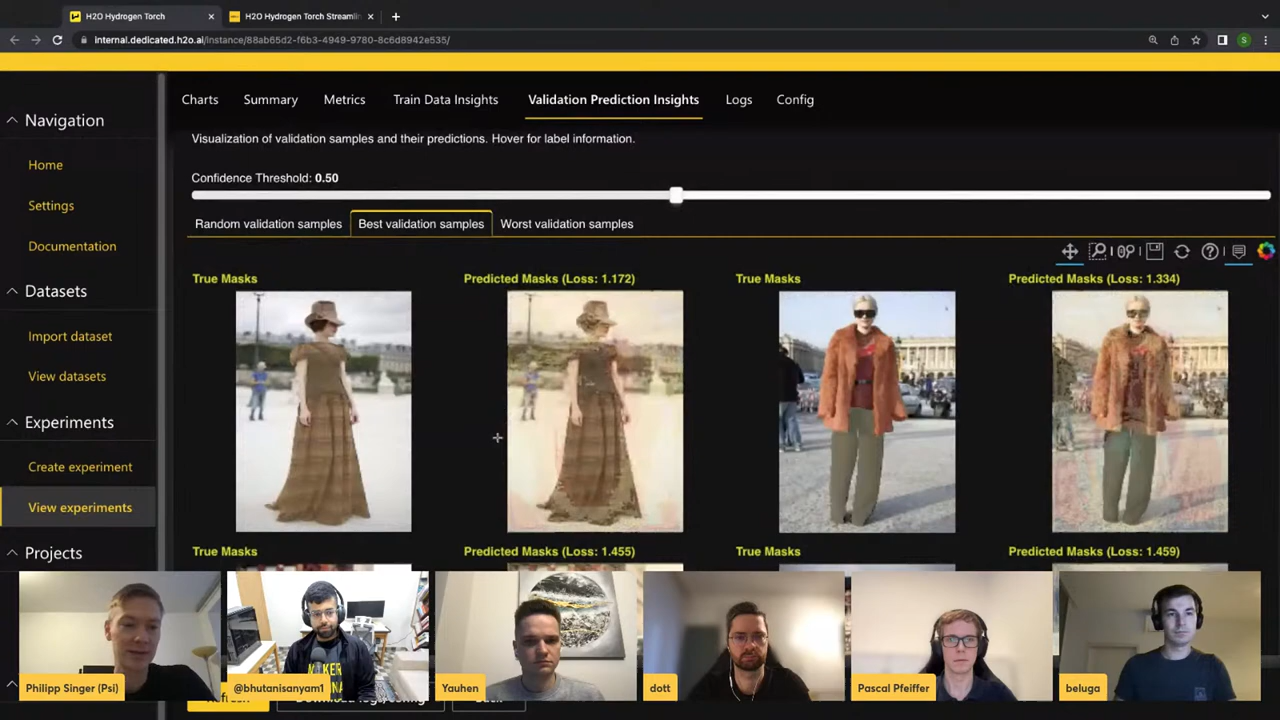 H2O Hydrogen Torch
H2O Hydrogen Torch Streamlin
internal.dedicated.h2o.ai/instance/88ab65d2-f6b3-4949-9780-8c6d8942e535/
S
Navigation
Home
Settings
Documentation
Datasets
Import dataset
View datasets
Experiments
Create experiment
View experiments
Projects
Charts
Summary
Metrics
Train Data Insights
Validation Prediction Insights
Logs
Config
Visualization of validation samples and their predictions. Hover for label information.
Confidence Threshold: 0.50
Random validation samples
Best validation samples
Worst validation samples
True Masks
Predicted Masks (Loss: 1.172)
True Masks
Predicted Masks (Loss: 1.334)
True Masks
Predicted Masks (Loss: 1.455)
True Masks
Predicted Masks (Loss: 1.459)
Philipp Singer (Psi)
@bhutanisanyam1
Yauhen
dott
Pascal Pfeiffer
beluga